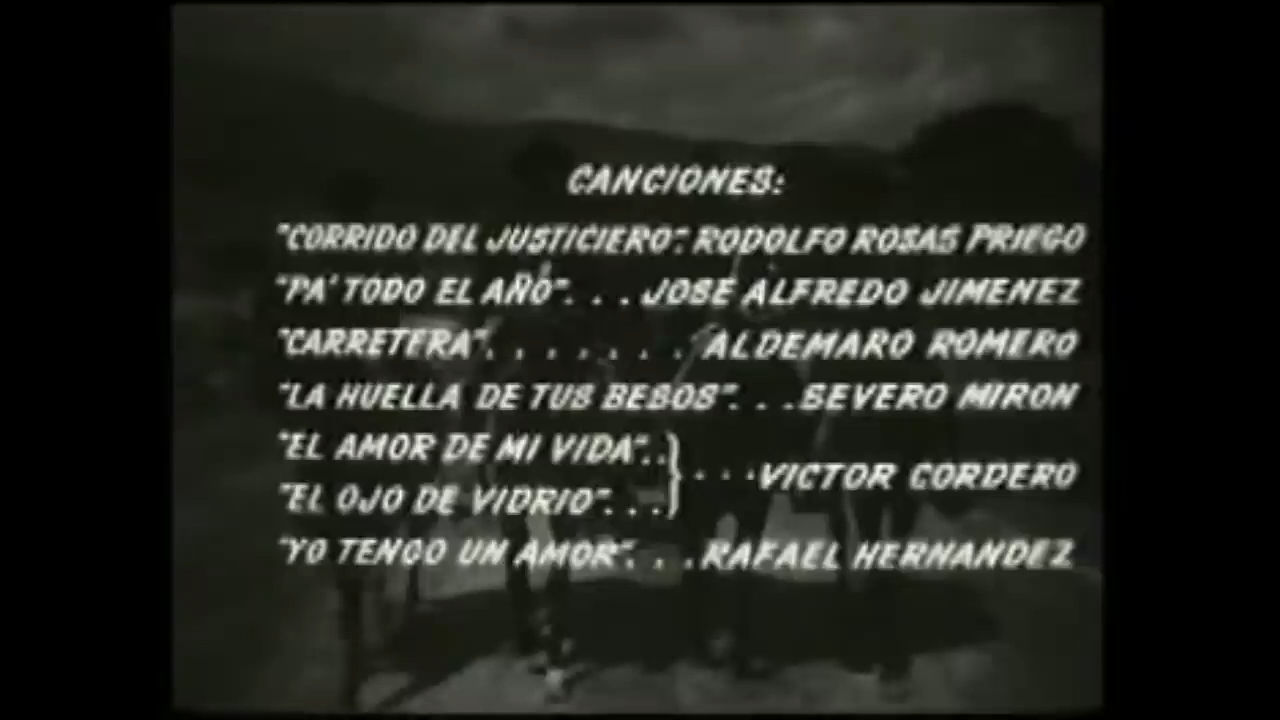 CANCIONES:
"CORRIDO DEL JUSTICIERO". RODOLFO ROSAS PRIEGO
"PA' TODO EL AÑO". . . JOSE ALFREDO JIMENEZ
"CARRETERA". . . . . . . ALDEMARO ROMERO
"LA HUELLA DE TUS BESOS". . . SEVERO MIRON
"EL AMOR DE MI VIDA". .
"EL OJO DE VIDRIO". . . } . . . VICTOR CORDERO
"YO TENGO UN AMOR". . . RAFAEL HERNANDEZ